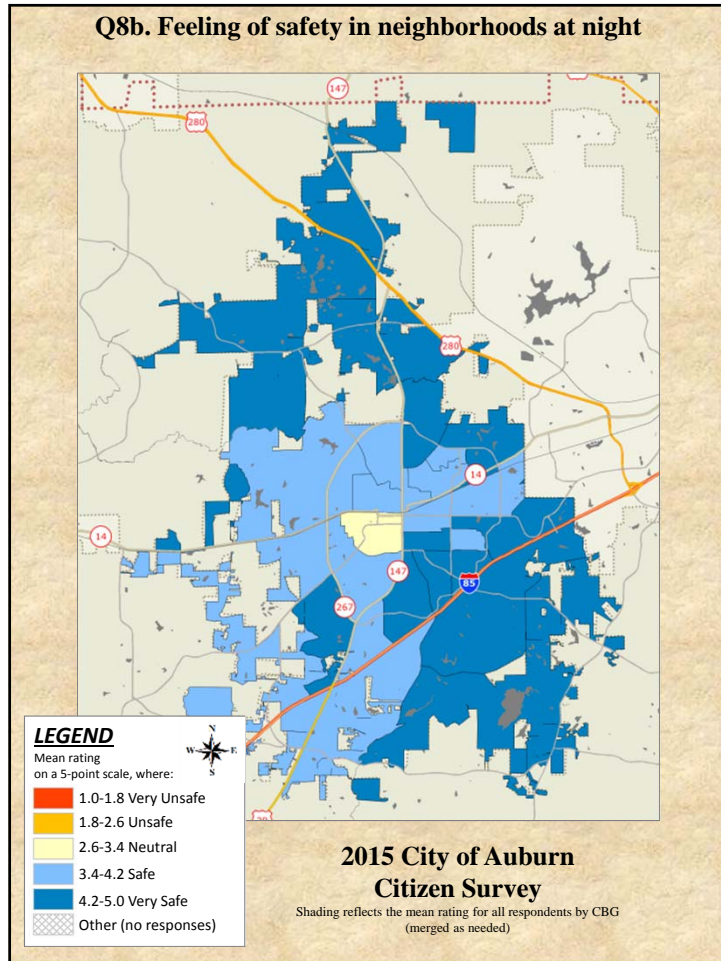 Q8b. Feeling of safety in neighborhoods at night
147
280
280
14
14
147
85
267
LEGEND
Mean rating
on a 5-point scale, where:
N
W E
S
1.0-1.8 Very Unsafe
1.8-2.6 Unsafe
2.6-3.4 Neutral
3.4-4.2 Safe
4.2-5.0 Very Safe
Other (no responses)
2015 City of Auburn
Citizen Survey
Shading reflects the mean rating for all respondents by CBG
(merged as needed)